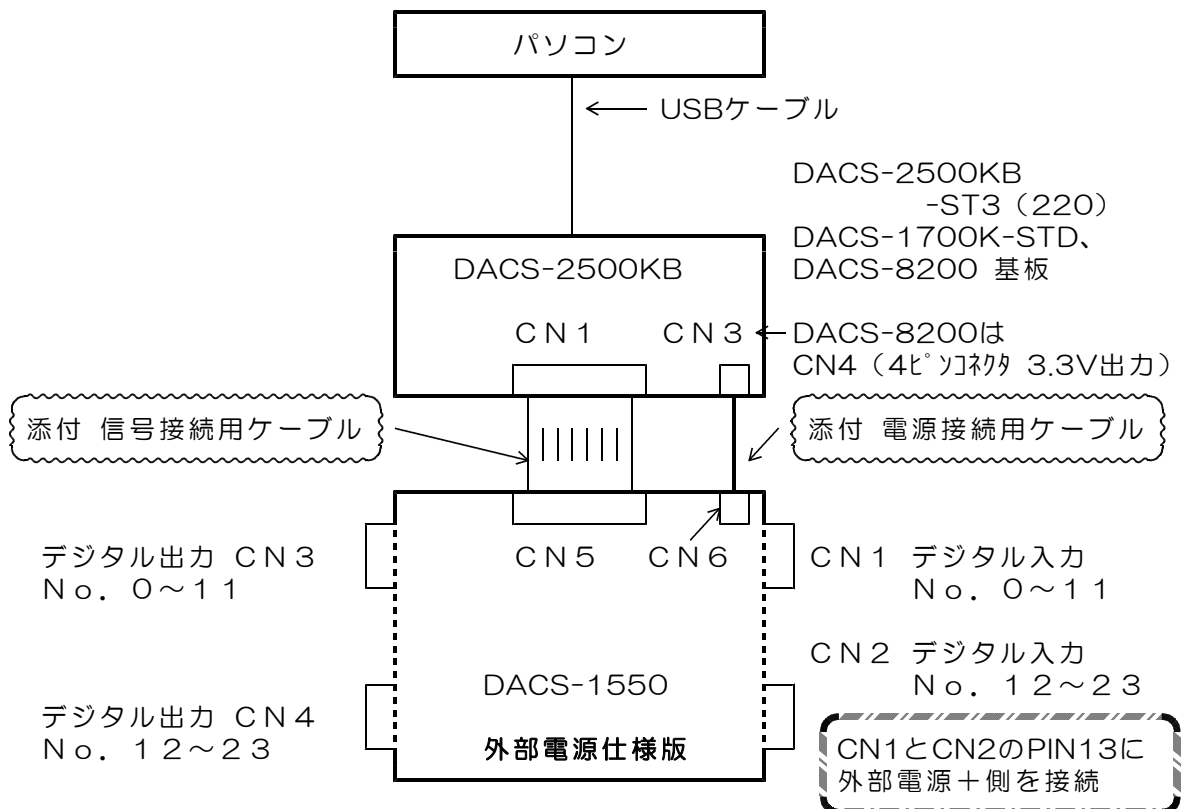 パソコン
USBケーブル
DACS-2500KB
-ST3（220）
DACS-1700K-STD、
DACS-8200 基板
DACS-2500KB
ＣＮ１
ＣＮ３
DACS-8200は
CN4（4ﾋﾟﾝｺﾈｸﾀ 3.3V出力）
添付 信号接続用ケーブル
添付 電源接続用ケーブル
デジタル出力 ＣＮ３
Ｎｏ．０～１１
ＣＮ５
ＣＮ６
ＣＮ１ デジタル入力
Ｎｏ．０～１１
ＣＮ２ デジタル入力
Ｎｏ．１２～２３
DACS-1550
外部電源仕様版
デジタル出力 ＣＮ４
Ｎｏ．１２～２３
CN1とCN2のPIN13に
外部電源＋側を接続